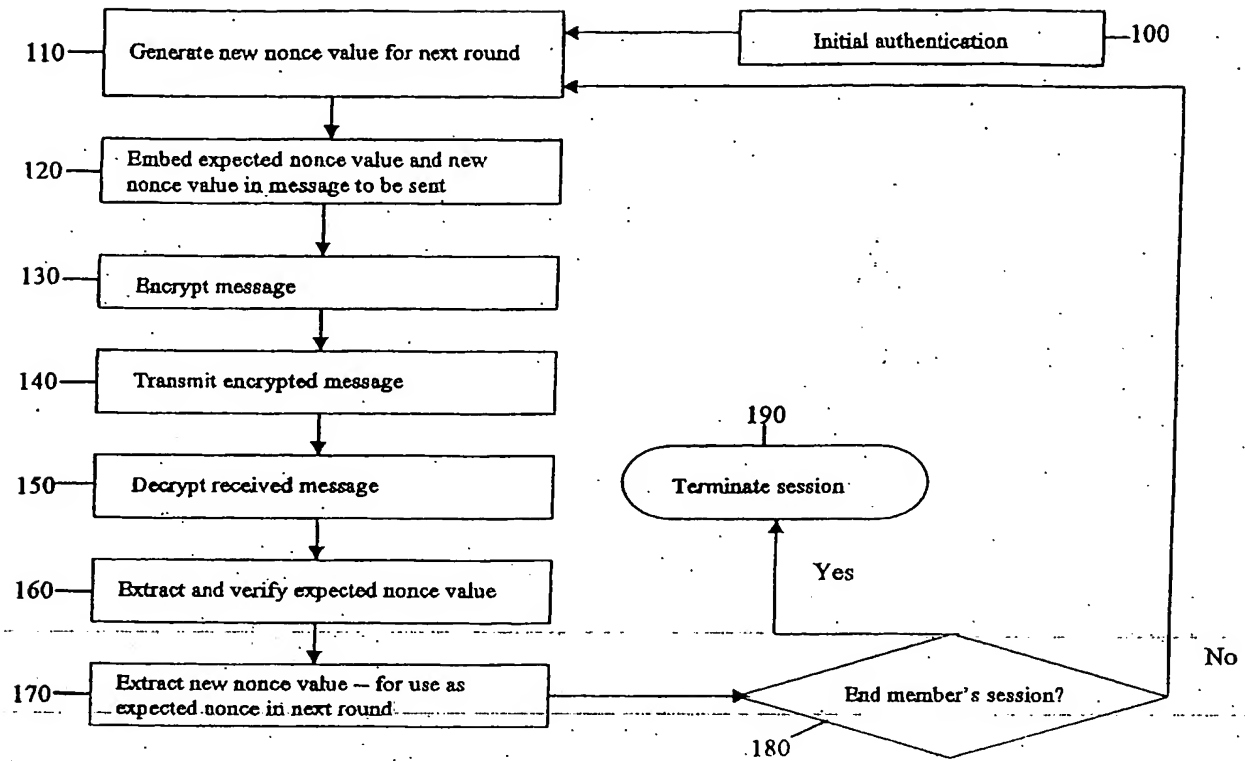 110
Generate new nonce value for next round
Initial authentication
100
120
Embed expected nonce value and new
nonce value in message to be sent
130
Encrypt message
140
Transmit encrypted message
190
150
Decrypt received message
Terminate session
160
Extract and verify expected nonce value
Yes
170
Extract new nonce value – for use as
expected nonce in next round
End member's session?
No
180